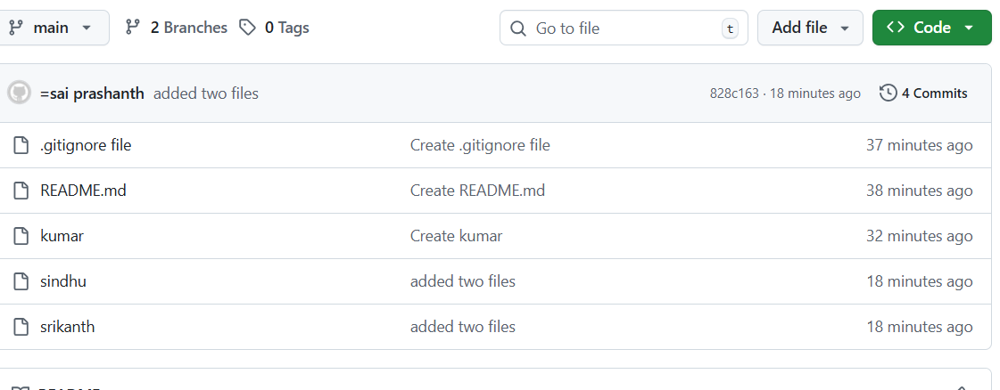 main 2 Branches 0 Tags Go to file t Add file Code
=sai prashanth added two files 828c163 · 18 minutes ago 4 Commits
.gitignore file Create .gitignore file 37 minutes ago
README.md Create README.md 38 minutes ago
kumar Create kumar 32 minutes ago
sindhu added two files 18 minutes ago
srikanth added two files 18 minutes ago